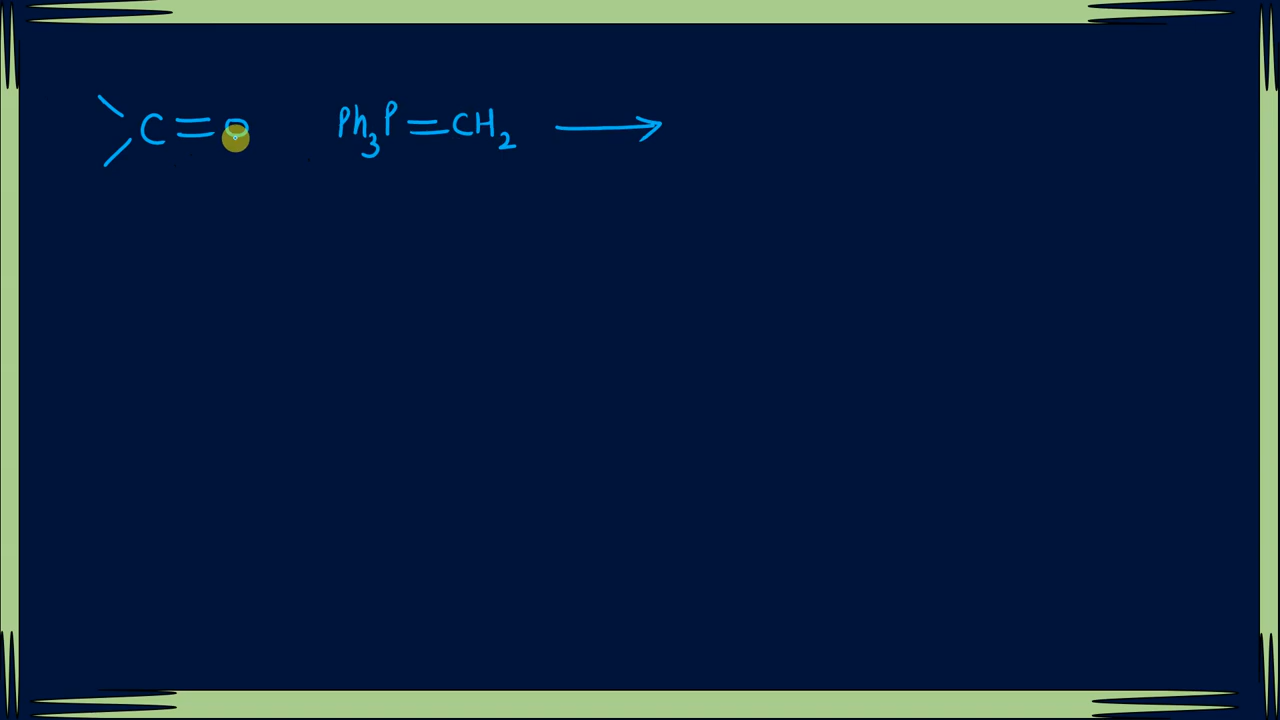 C=O Ph3P=CH2 →